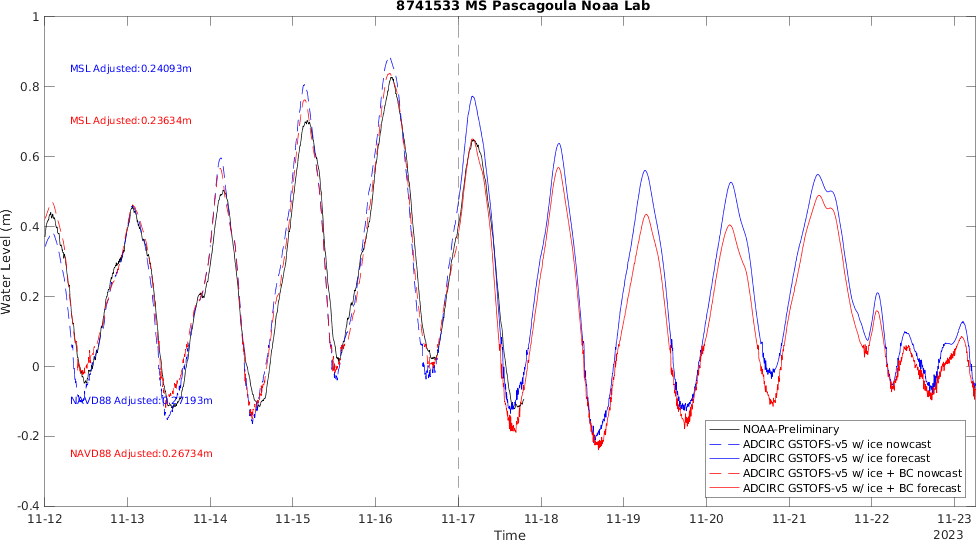 8741533 MS Pascagoula Noaa Lab
1
0.8
0.6
0.4
0.2
0
-0.2
-0.4
Water Level (m)
MSL Adjusted:0.24093m
MSL Adjusted:0.23634m
NAVD88 Adjusted:0.27193m
NAVD88 Adjusted:0.26734m
NOAA-Preliminary
ADCIRC GSTOFS-v5 w/ ice nowcast
ADCIRC GSTOFS-v5 w/ ice forecast
ADCIRC GSTOFS-v5 w/ ice + BC nowcast
ADCIRC GSTOFS-v5 w/ ice + BC forecast
11-12 11-13 11-14 11-15 11-16 11-17 11-18 11-19 11-20 11-21 11-22 11-23
Time
2023